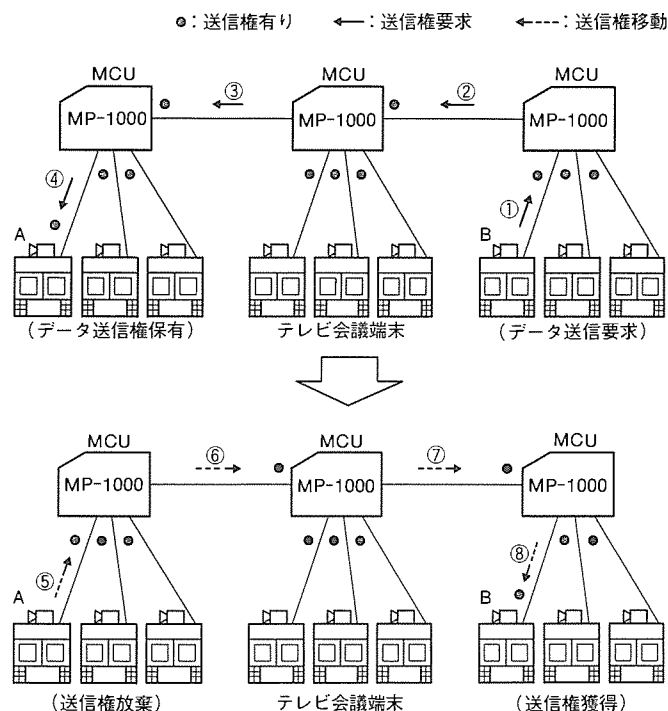 ●：送信権有り ←：送信権要求 ←---：送信権移動
MCU MCU MCU
MP-1000 ③ MP-1000 ② MP-1000
④ ①
A B
(データ送信権保有) テレビ会議端末 (データ送信要求)
MCU MCU MCU
MP-1000 ⑥ MP-1000 ⑦ MP-1000
⑤ ⑧
A B
(送信権放棄) テレビ会議端末 (送信権獲得)